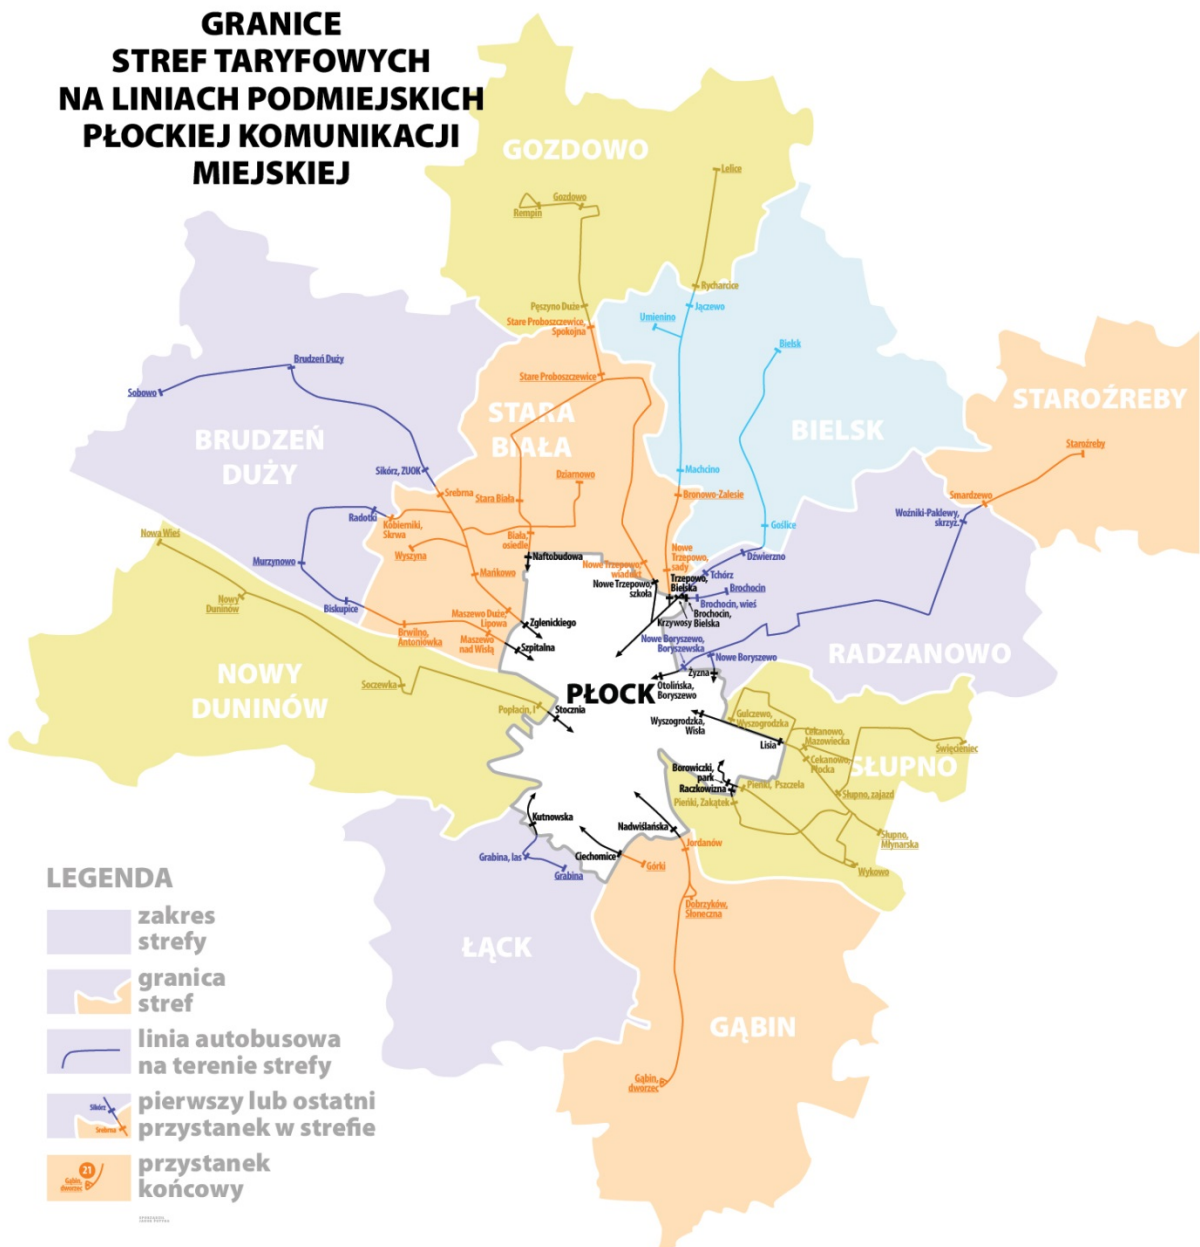 GRANICE
STREF TARYFOWYCH
NA LINIACH PODMIEJSKICH
PŁOCKIEJ KOMUNIKACJI
MIEJSKIEJ
GOZDOWO
Lelice
Gozdowo
Rempin
Rycharcice
Pęszyno Duże
Jączewo
Stare Proboszczewice,
Spokojna
Umienino
Bielsk
Brudzeń Duży
Stare Proboszczewice
Sobowo
STAROŹREBY
STARA
BIAŁA
BIELSK
BRUDZEŃ
DUŻY
Staroźreby
Sikórz, ZUOK
Machcino
Dziarnowo
Srebrna
Stara Biała
Bronowo-Zalesie
Smardzewo
Woźniki-Paklewy,
skrzyż.
Radotki
Kobierniki,
Skrwa
Goślice
Nowa Wieś
Biała,
osiedle
Wyszyna
Naftobudowa
Nowe
Trzepowo,
sady
Dźwierzno
Murzynowo
Mańkowo
Nowe Trzepowo,
wiadukt
Nowe Trzepowo,
szkoła
Trzepowo,
Bielska
Tchórz
Brochocin
Nowy
Duninów
Biskupice
Brochocin, wieś
Maszewo Duże,
Lipowa
Zglenickiego
Krzywosy
Brochocin,
Bielska
Brwilno,
Antoniówka
Maszewo
nad Wisłą
Szpitalna
Nowe Boryszewo,
Boryszewska
Nowe Boryszewo
RADZANOWO
NOWY
DUNINÓW
Soczewka
Żyzna
Otolińska,
Boryszewo
PŁOCK
Popłacin, I
Stocznia
Wyszogrodzka,
Wisła
Gulczewo,
Wyszogrodzka
Lisia
Cekanowo,
Mazowiecka
Święcieniec
Cekanowo,
Płocka
SŁUPNO
Borowiczki,
park
Raczkowizna
Pieńki, Pszczela
Słupno, zajazd
Pieńki, Zakątek
Kutnowska
Nadwiślańska
Słupno,
Młynarska
Jordanów
Grabina, las
Ciechomice
Górki
Grabina
Wykowo
Dobrzyków,
Słoneczna
ŁĄCK
GĄBIN
Gąbin,
dworzec
LEGENDA
zakres
strefy
granica
stref
linia autobusowa
na terenie strefy
Sikórz
Srebrna
pierwszy lub ostatni
przystanek w strefie
21
Gąbin,
dworzec
przystanek
końcowy